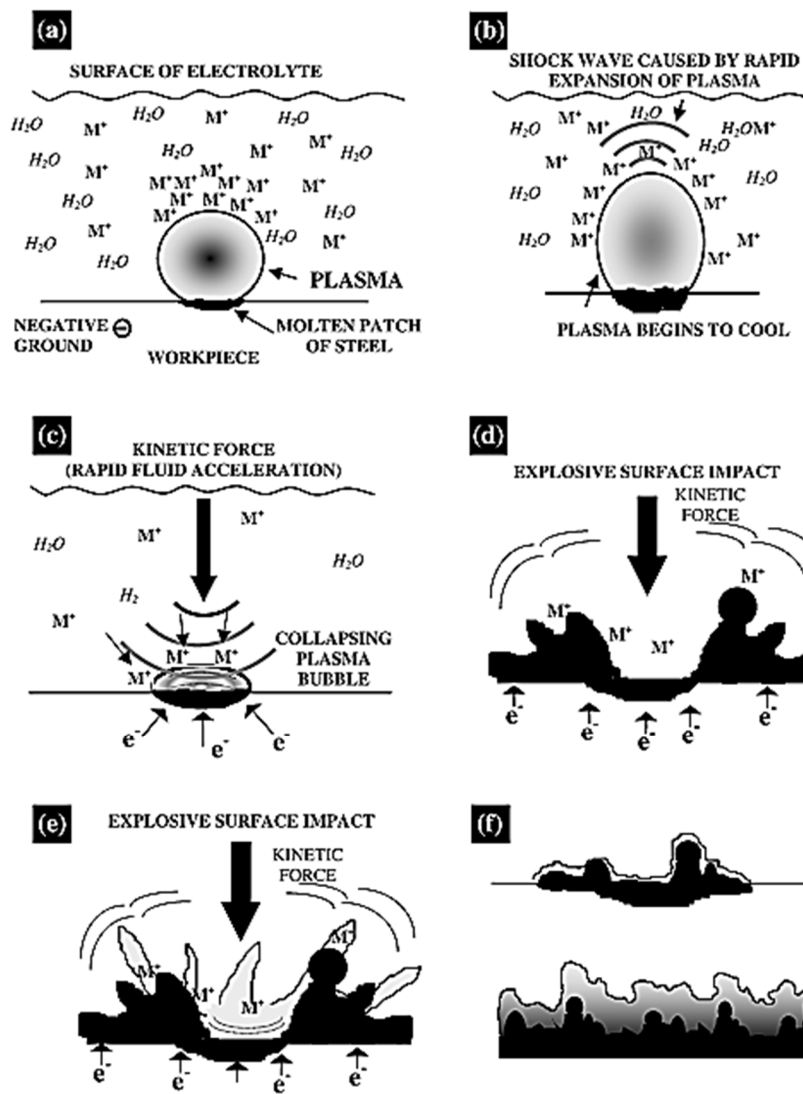 (a)
SURFACE OF ELECTROLYTE
H₂O M⁺ H₂O M⁺ H₂O
M⁺ H₂O
H₂O M⁺ H₂O M⁺ H₂O
M⁺ M⁺ M⁺ M⁺ M⁺ M⁺
H₂O M⁺ M⁺ M⁺ M⁺
M⁺ H₂O M⁺
H₂O H₂O
PLASMA
NEGATIVE ⊖
GROUND
MOLTEN PATCH
OF STEEL
WORKPIECE
(b)
SHOCK WAVE CAUSED BY RAPID
EXPANSION OF PLASMA
H₂O M⁺ M⁺ H₂O M⁺ H₂OM⁺
M⁺ M⁺ M⁺ M⁺ H₂O
H₂O M⁺ M⁺ H₂O
M⁺ M⁺
H₂O M⁺ M⁺ M⁺
PLASMA BEGINS TO COOL
(c)
KINETIC FORCE
(RAPID FLUID ACCELERATION)
H₂O M⁺ M⁺ H₂O
H₂
M⁺
M⁺ M⁺
M⁺
COLLAPSING
PLASMA
BUBBLE
e⁻ e⁻ e⁻
(d)
EXPLOSIVE SURFACE IMPACT
KINETIC
FORCE
M⁺
M⁺
M⁺
M⁺
e⁻ e⁻ e⁻ e⁻ e⁻
(e)
EXPLOSIVE SURFACE IMPACT
KINETIC
FORCE
M⁺
M⁺
M⁺ M⁺
e⁻ e⁻ e⁻ e⁻
(f)